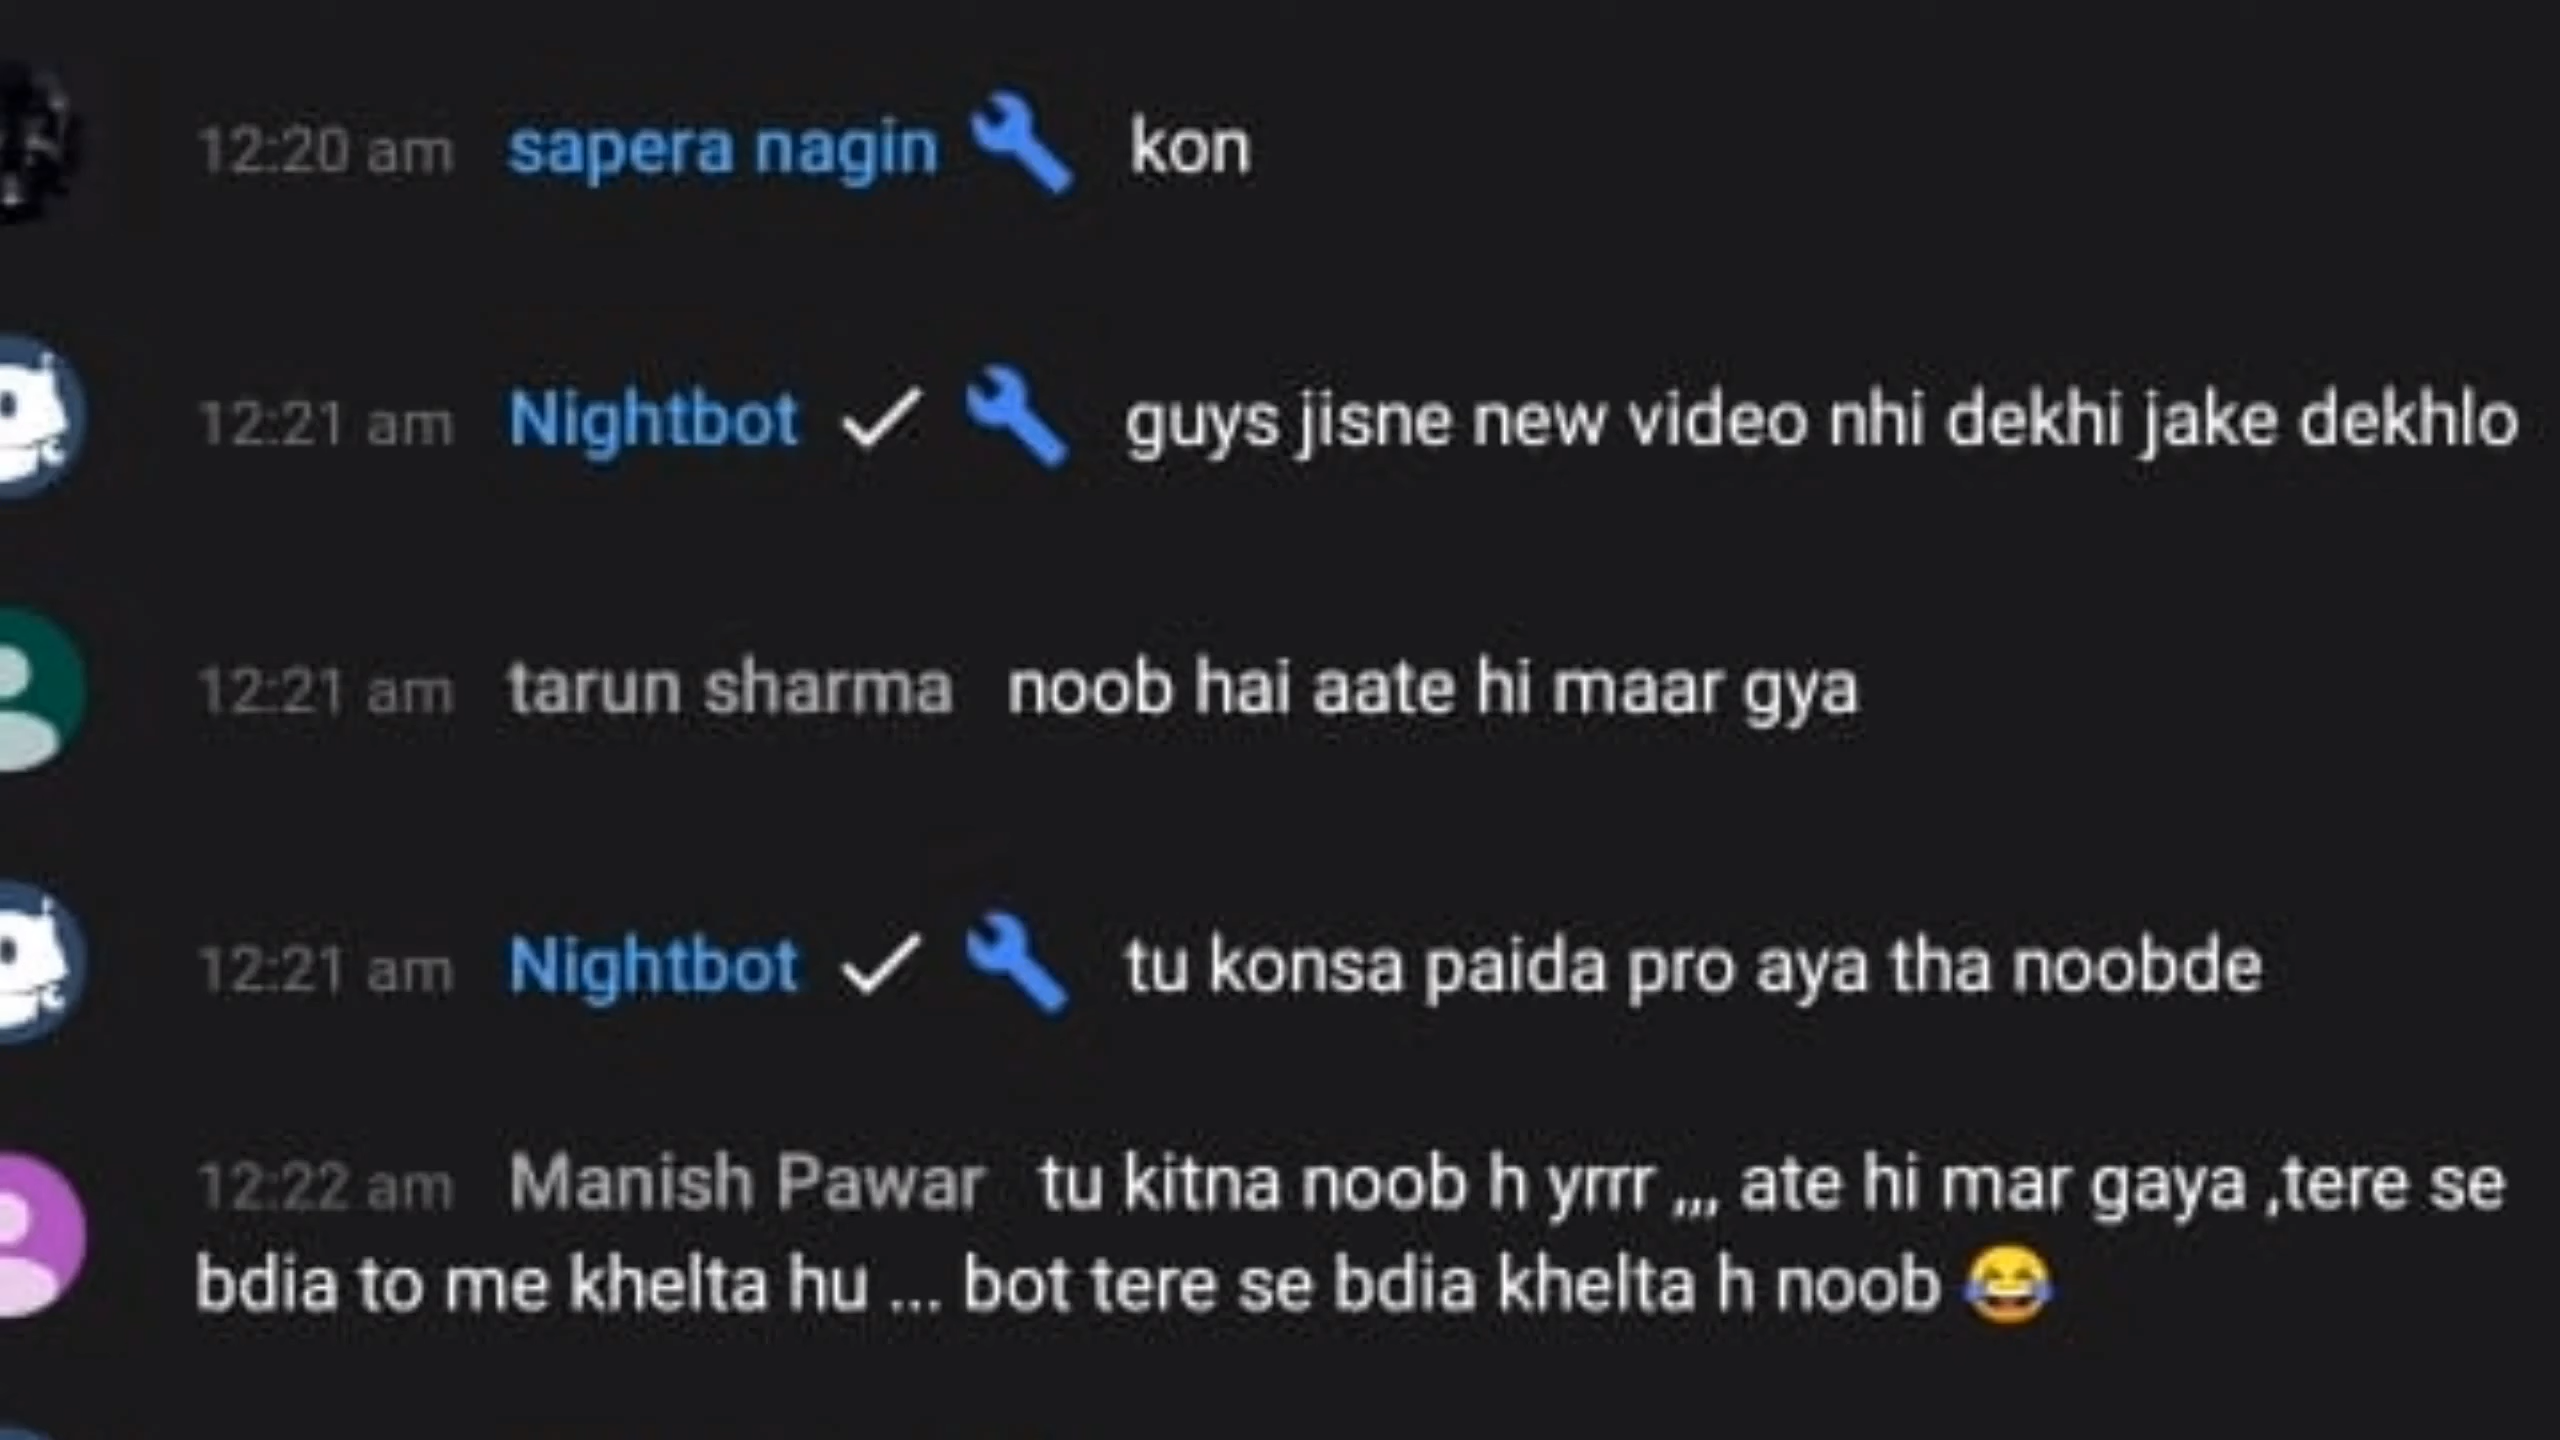 12:20 am sapera nagin kon
12:21 am Nightbot guys jisne new video nhi dekhi jake dekhlo
12:21 am tarun sharma noob hai aate hi maar gya
12:21 am Nightbot tu konsa paida pro aya tha noobde
12:22 am Manish Pawar tu kitna noob h yrrr ,,, ate hi mar gaya ,tere se
bdia to me khelta hu ... bot tere se bdia khelta h noob 😂